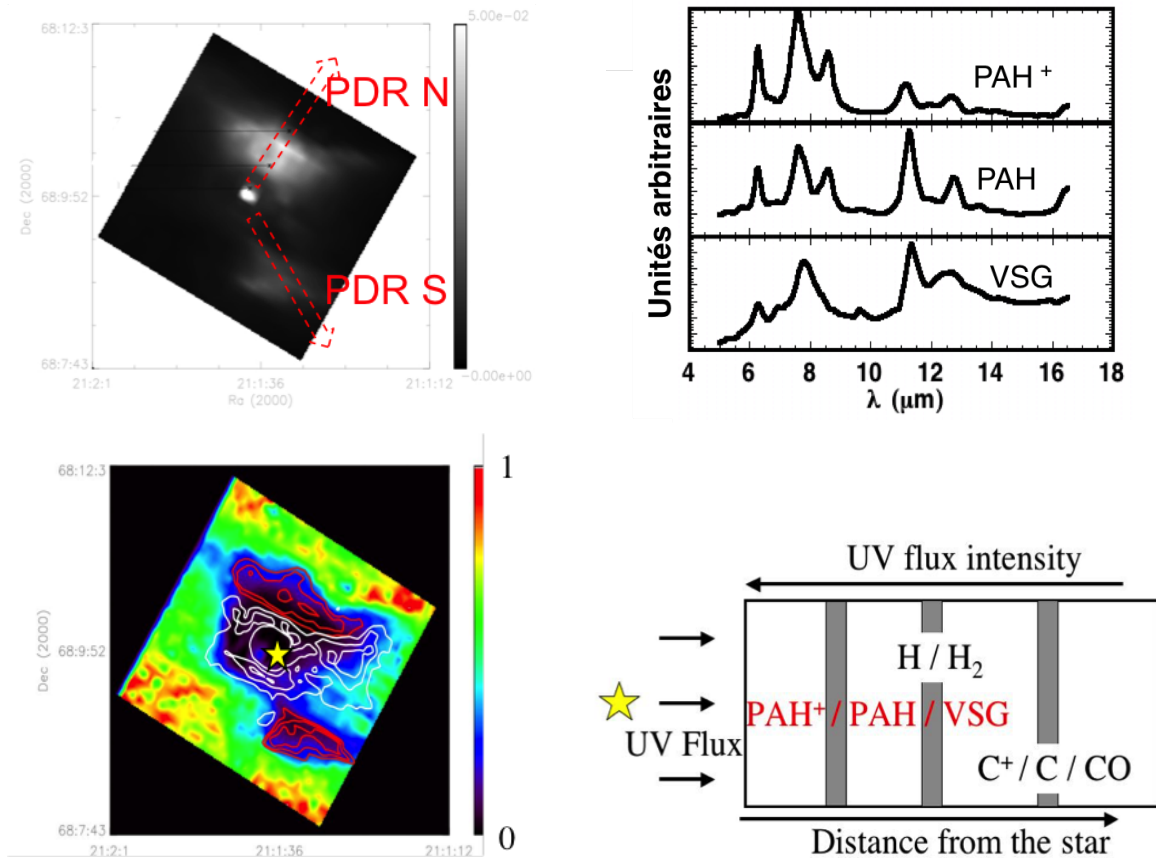 68:12:3
5.00e-02
PDR N
68:9:52
Dec (2000)
PDR S
68:7:43
-0.00e+00
21:2:1
21:1:36
21:1:12
Ra (2000)
Unités arbitraires
PAH +
PAH
VSG
4
6
8
10
12
14
16
18
λ (μm)
68:12:3
1
68:9:52
Dec (2000)
68:7:43
0
21:2:1
21:1:36
21:1:12
UV flux intensity
H / H2
PAH+ / PAH / VSG
UV Flux
C+ / C / CO
Distance from the star